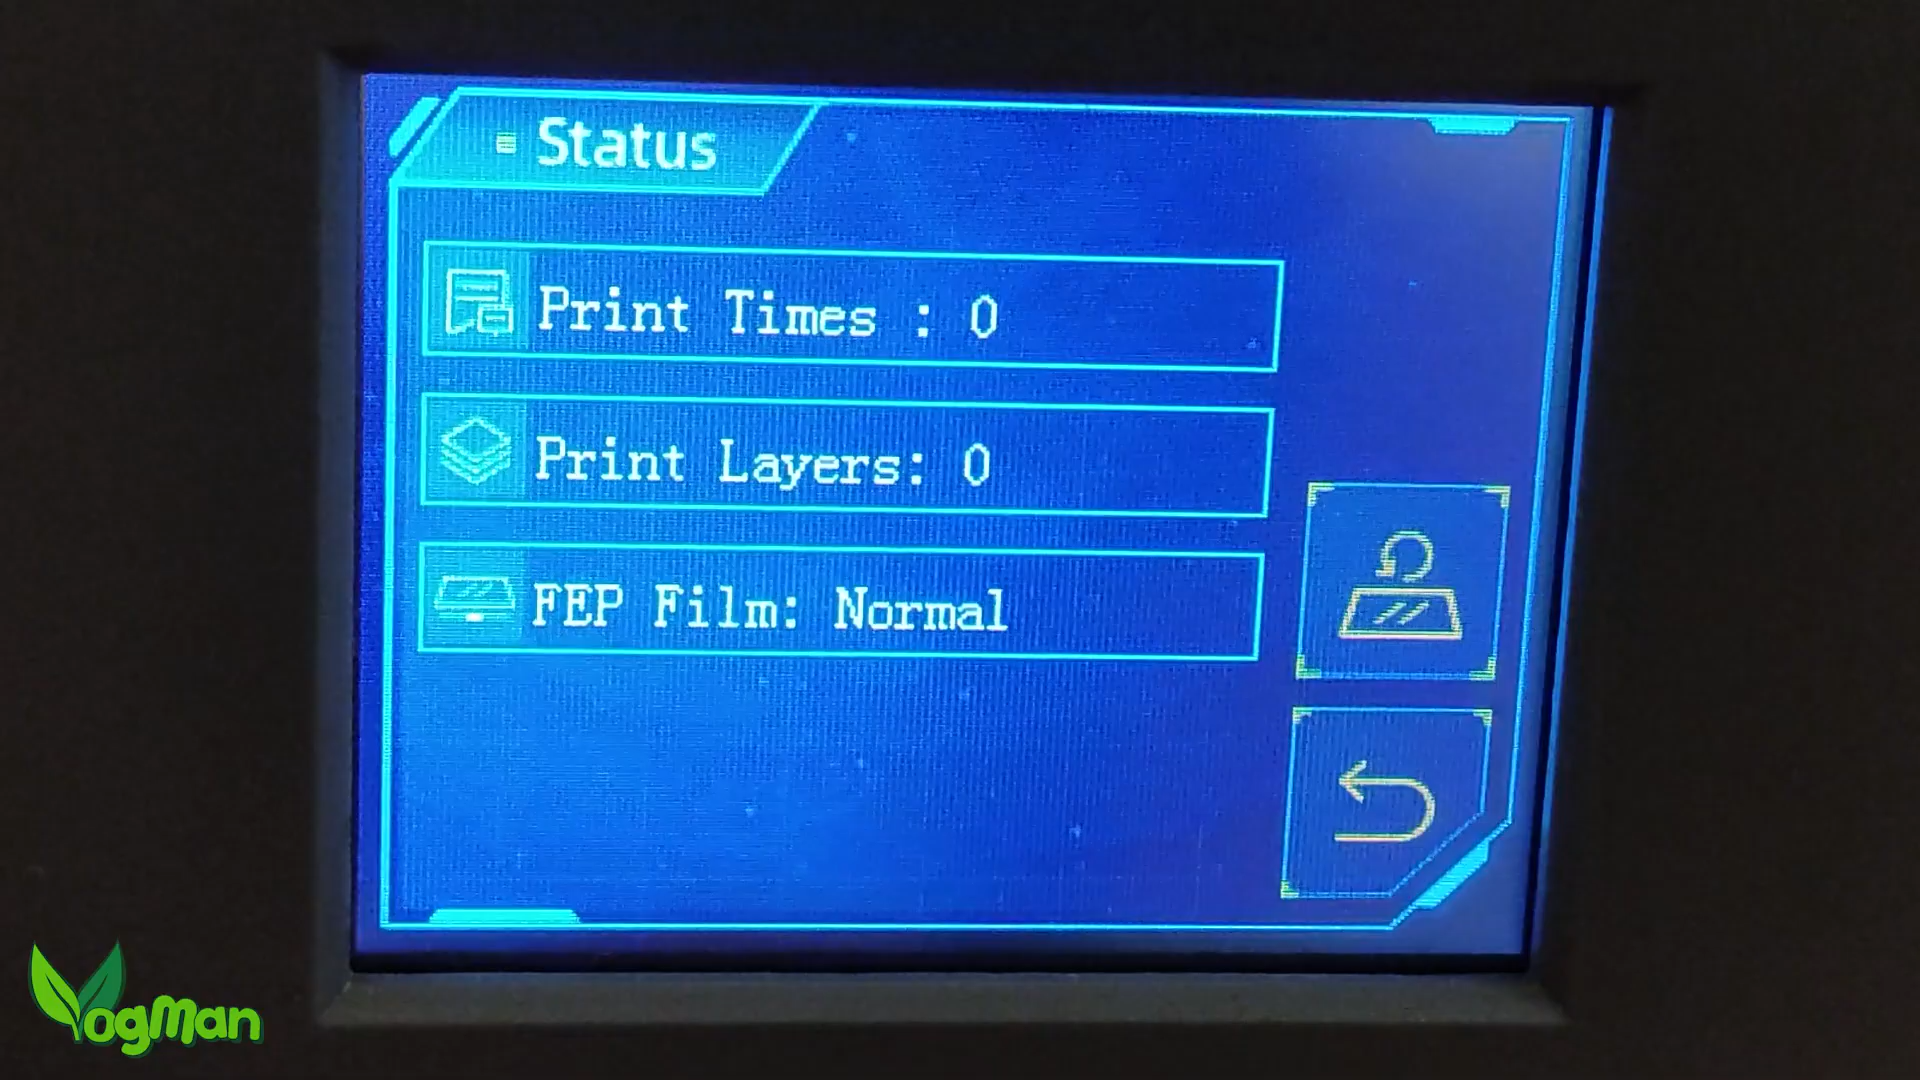 Status
Print Times : 0
Print Layers: 0
FEP Film: Normal
YogMan